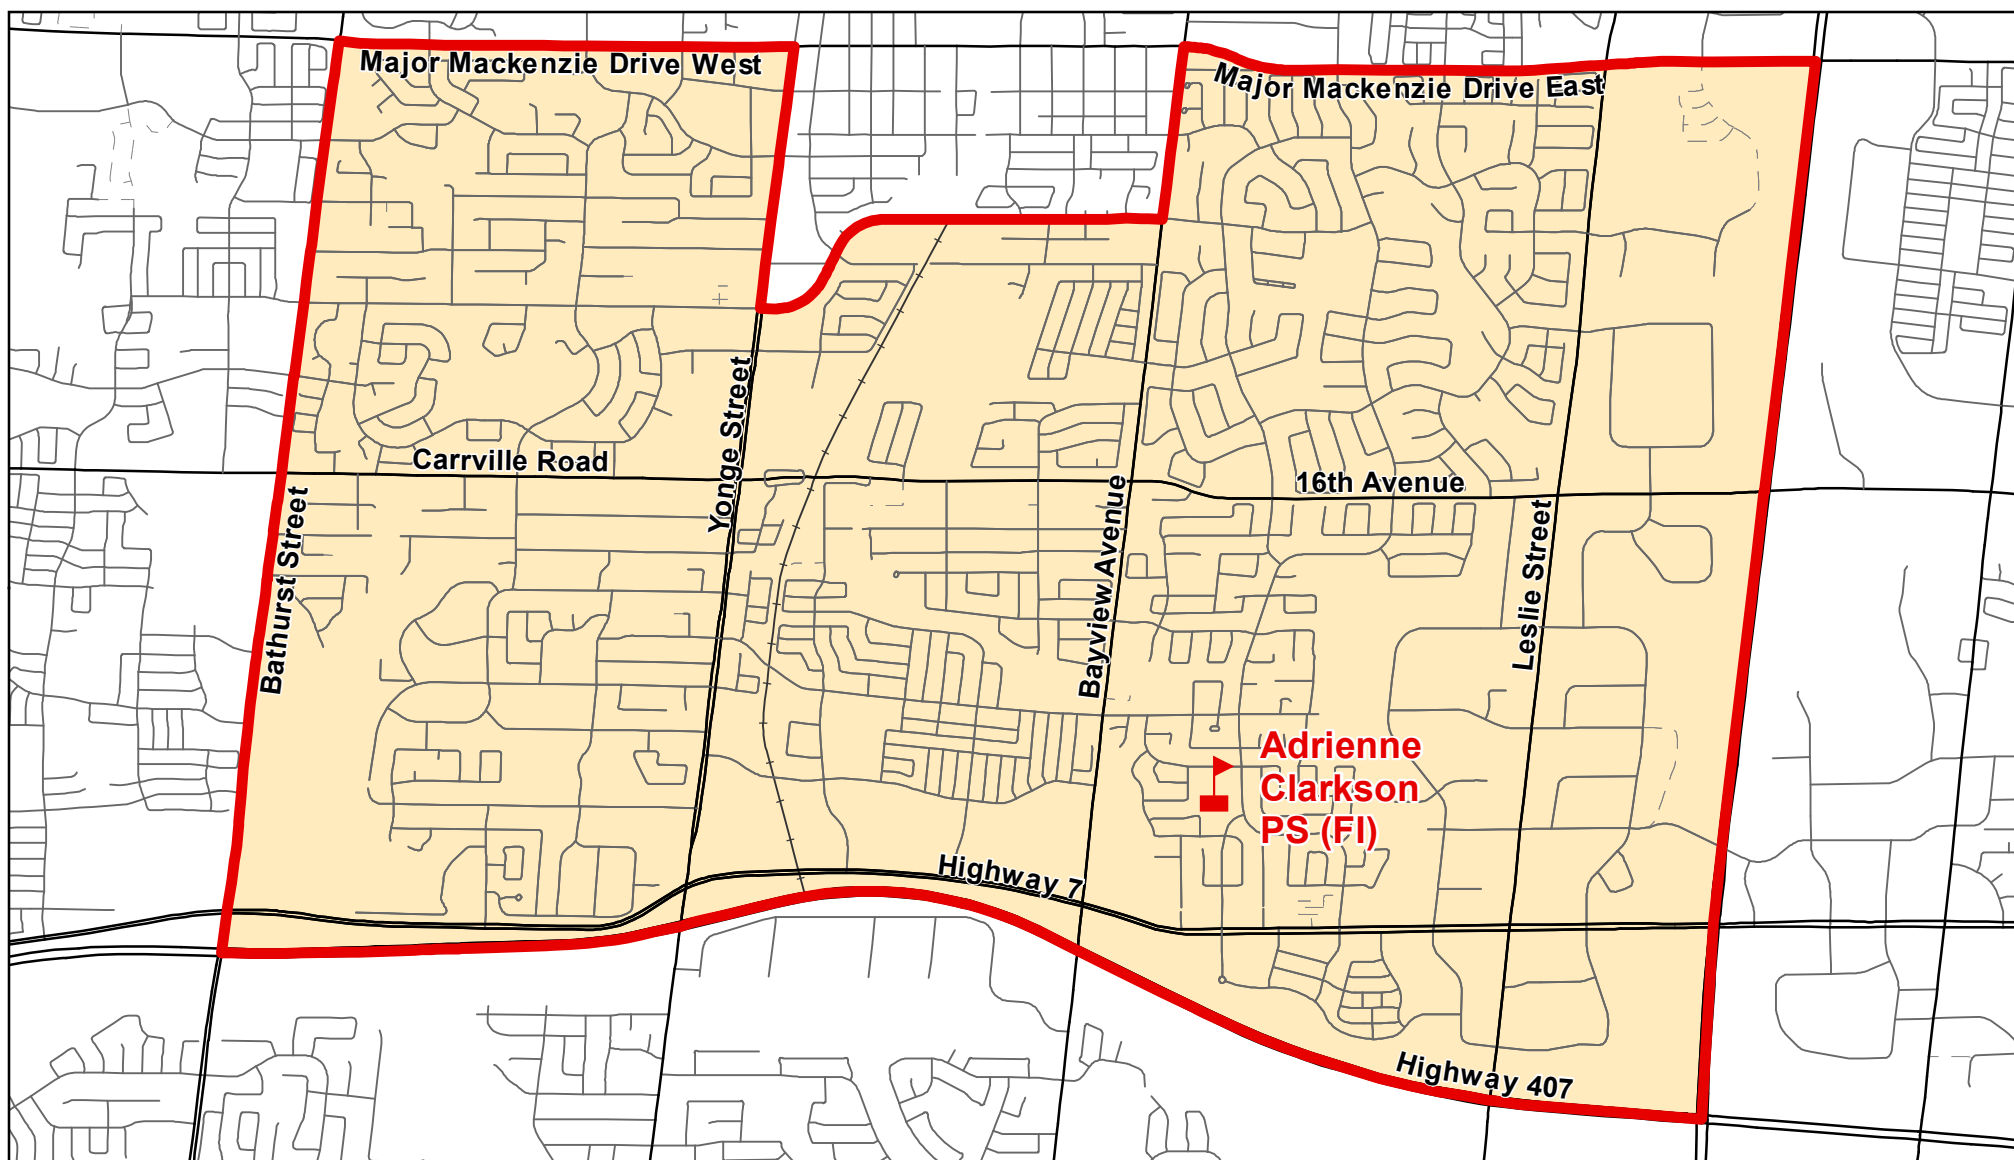 Major Mackenzie Drive West
Major Mackenzie Drive East
Carrville Road
16th Avenue
Yonge Street
Bathurst Street
Bayview Avenue
Leslie Street
Adrienne
Clarkson
PS (FI)
Highway 7
Highway 407